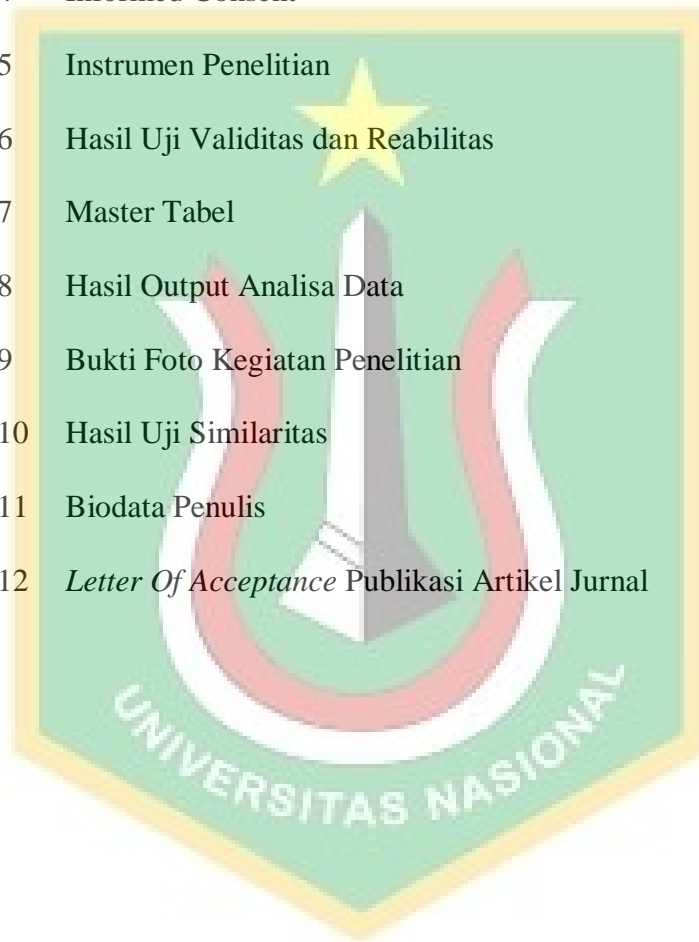 5 Instrumen Penelitian
6 Hasil Uji Validitas dan Reabilitas
7 Master Tabel
8 Hasil Output Analisa Data
9 Bukti Foto Kegiatan Penelitian
10 Hasil Uji Similaritas
11 Biodata Penulis
12 Letter Of Acceptance Publikasi Artikel Jurnal
UNIVERSITAS NASIONAL